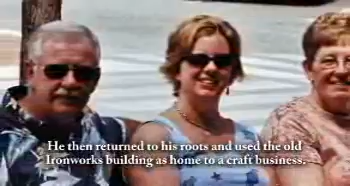 He then returned to his roots and used the old
Ironworks building as home to a craft business.